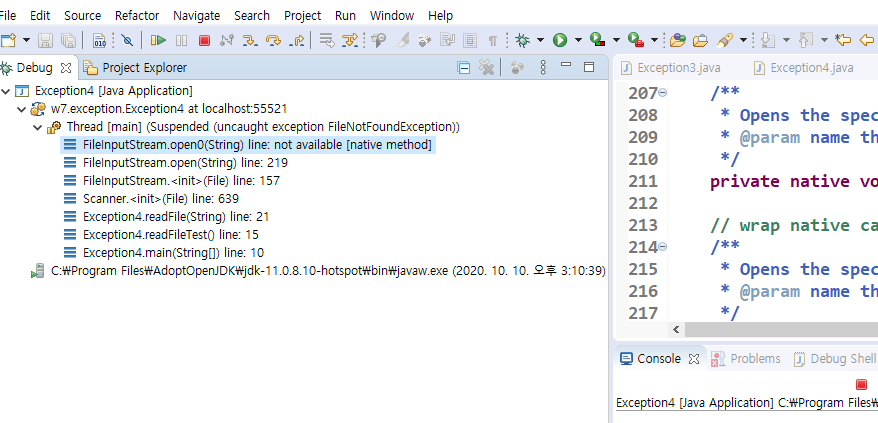 File Edit Source Refactor Navigate Search Project Run Window Help
Debug Project Explorer
Exception4 [Java Application]
w7.exception.Exception4 at localhost:55521
Thread [main] (Suspended (uncaught exception FileNotFoundException))
FileInputStream.open0(String) line: not available [native method]
FileInputStream.open(String) line: 219
FileInputStream.<init>(File) line: 157
Scanner.<init>(File) line: 639
Exception4.readFile(String) line: 21
Exception4.readFileTest() line: 15
Exception4.main(String[]) line: 10
C:₩Program Files₩AdoptOpenJDK₩jdk-11.0.8.10-hotspot₩bin₩javaw.exe (2020. 10. 10. 오후 3:10:39)
Exception3.java Exception4.java
207 /**
208 * Opens the spec
209 * @param name th
210 */
211 private native vo
212
213 // wrap native ca
214 /**
215 * Opens the spec
216 * @param name th
217 */
Console Problems Debug Shell
Exception4 [Java Application] C:₩Program Files₩